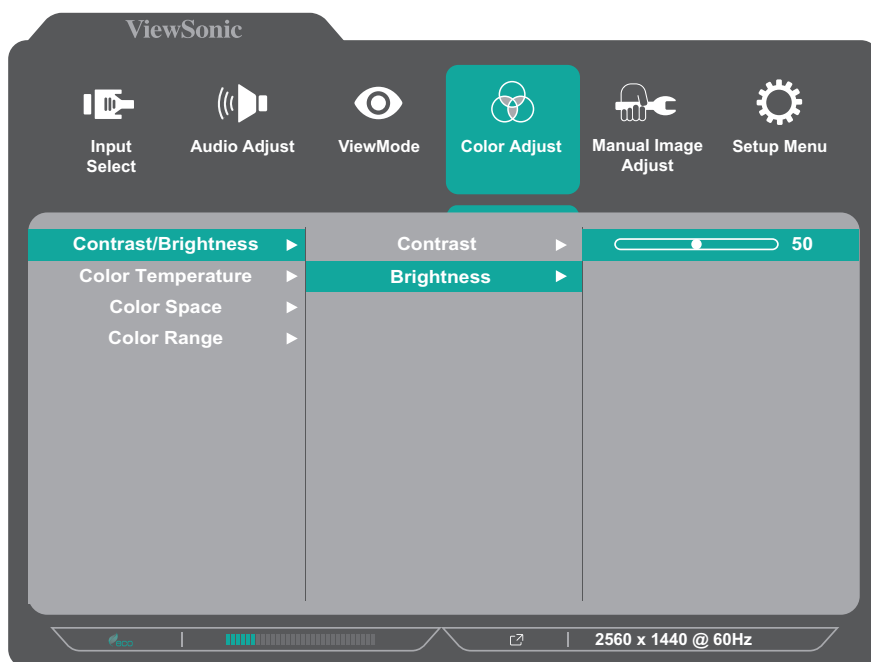 ViewSonic
Input Select
Audio Adjust
ViewMode
Color Adjust
Manual Image Adjust
Setup Menu
Contrast/Brightness
Contrast
50
Color Temperature
Brightness
Color Space
Color Range
eco
2560 x 1440 @ 60Hz